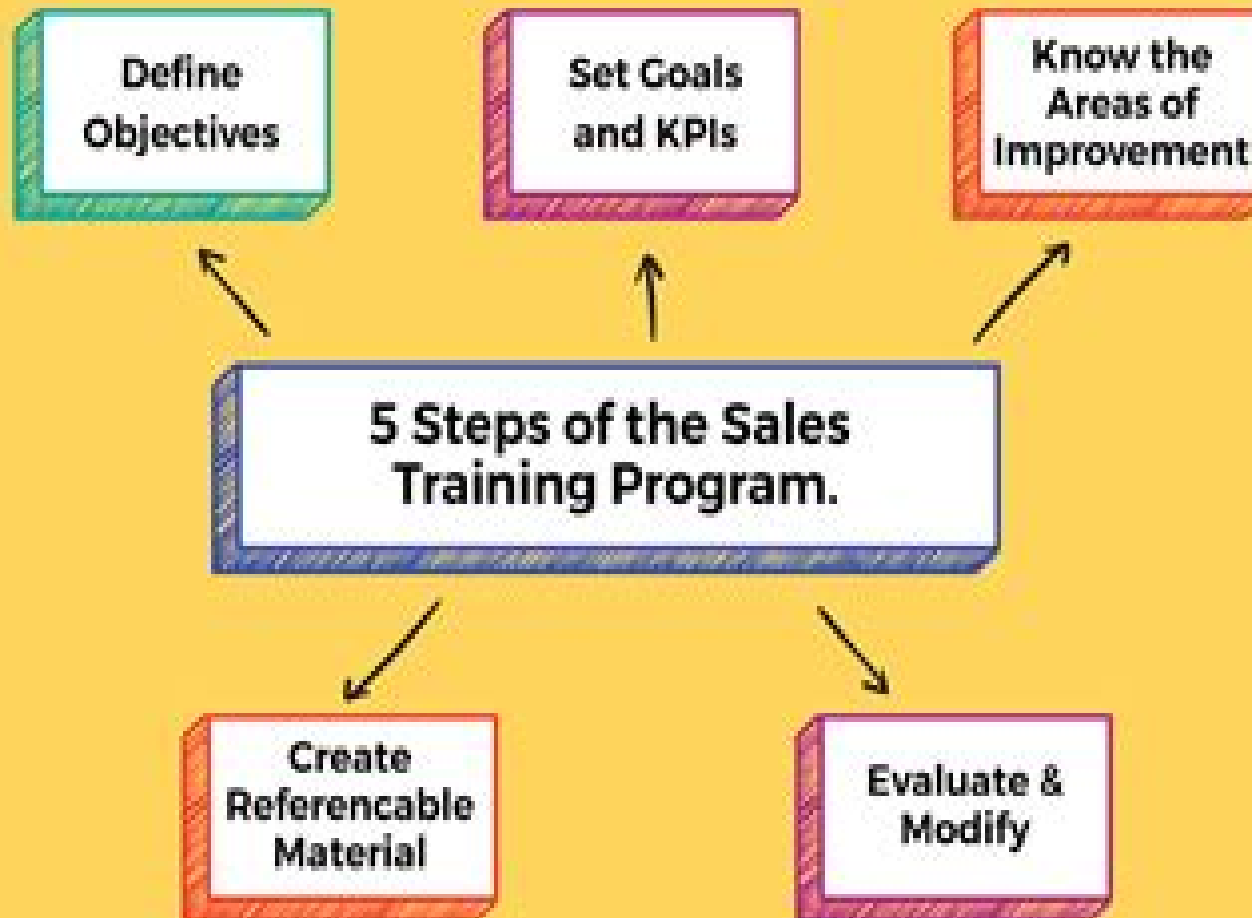 Define
Objectives
Set Goals
and KPIs
Know the
Areas of
Improvement
5 Steps of the Sales
Training Program.
Create
Referencable
Material
Evaluate &
Modify